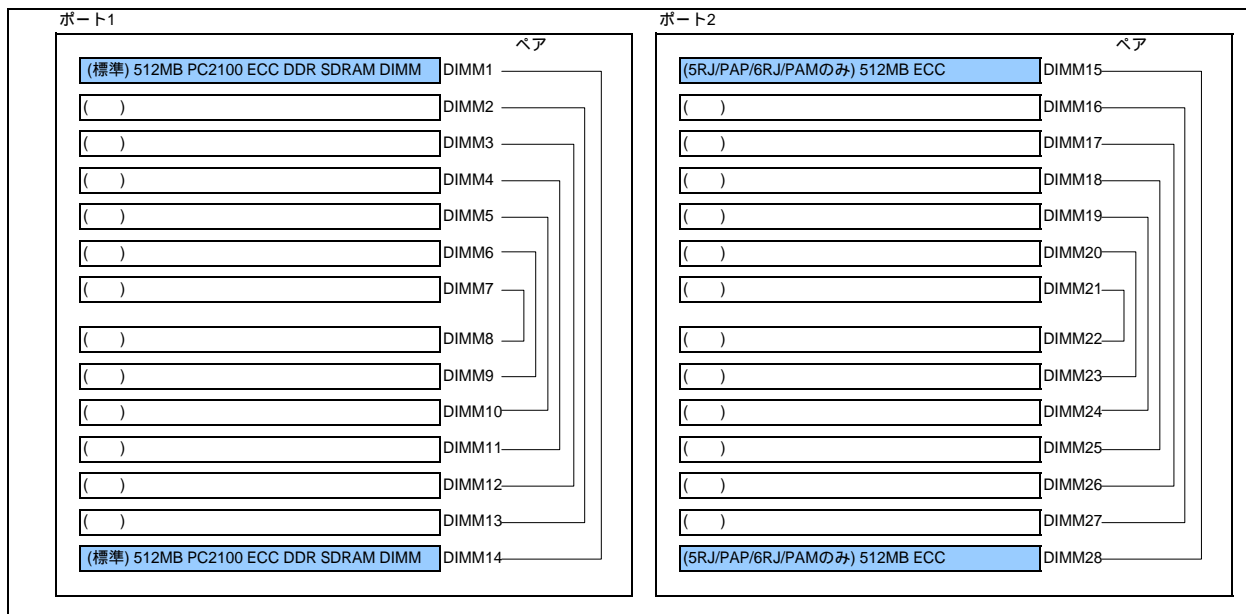 ポート1
ペア
(標準) 512MB PC2100 ECC DDR SDRAM DIMM DIMM1
( ) DIMM2
( ) DIMM3
( ) DIMM4
( ) DIMM5
( ) DIMM6
( ) DIMM7
( ) DIMM8
( ) DIMM9
( ) DIMM10
( ) DIMM11
( ) DIMM12
( ) DIMM13
(標準) 512MB PC2100 ECC DDR SDRAM DIMM DIMM14
ポート2
ペア
(5RJ/PAP/6RJ/PAMのみ) 512MB ECC DIMM15
( ) DIMM16
( ) DIMM17
( ) DIMM18
( ) DIMM19
( ) DIMM20
( ) DIMM21
( ) DIMM22
( ) DIMM23
( ) DIMM24
( ) DIMM25
( ) DIMM26
( ) DIMM27
(5RJ/PAP/6RJ/PAMのみ) 512MB ECC DIMM28